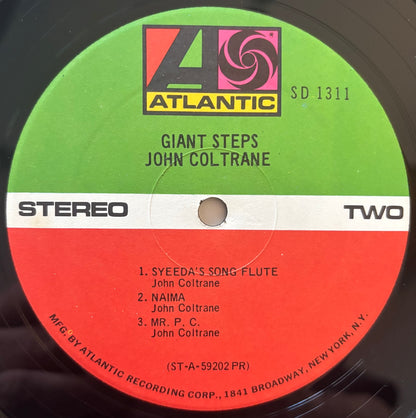 ATLANTIC
SD 1311
GIANT STEPS
JOHN COLTRANE
STEREO
TWO
1. SYEEDA'S SONG FLUTE
John Coltrane
2. NAIMA
John Coltrane
3. MR. P. C.
John Coltrane
(ST-A-59202 PR)
MFG. BY ATLANTIC RECORDING CORP., 1841 BROADWAY, NEW YORK, N.Y.